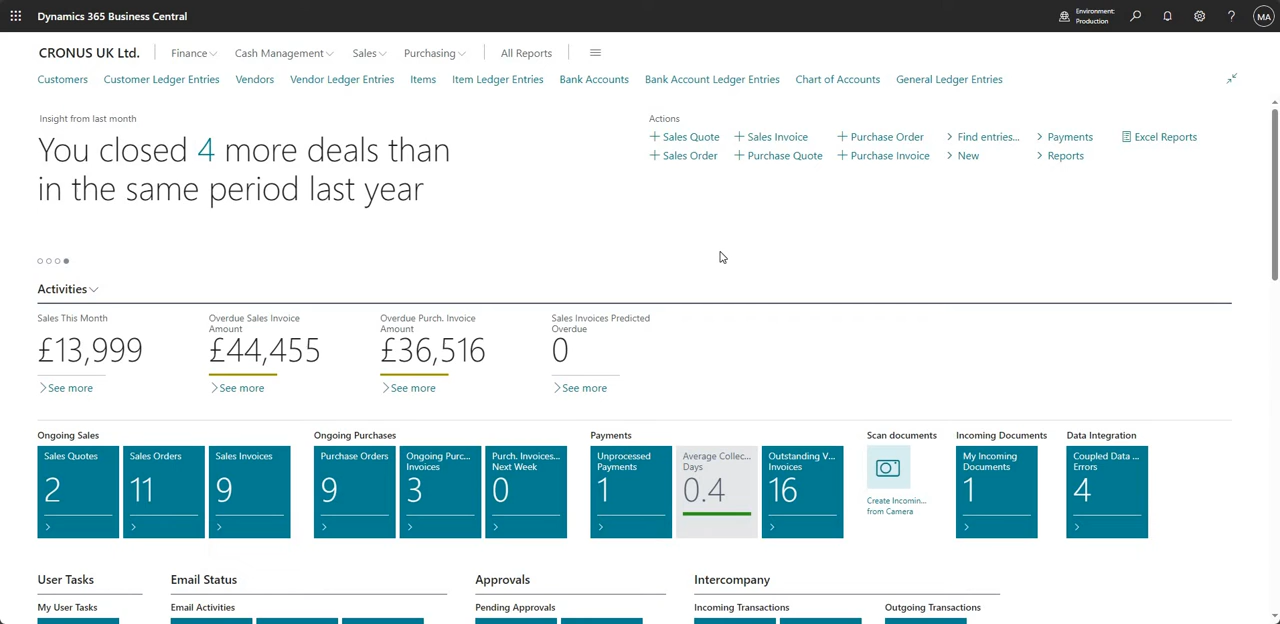 Dynamics 365 Business Central
Environment:
Production
MA
CRONUS UK Ltd.
Finance
Cash Management
Sales
Purchasing
All Reports
Customers
Customer Ledger Entries
Vendors
Vendor Ledger Entries
Items
Item Ledger Entries
Bank Accounts
Bank Account Ledger Entries
Chart of Accounts
General Ledger Entries
Insight from last month
You closed 4 more deals than
in the same period last year
Actions
+ Sales Quote
+ Sales Invoice
+ Purchase Order
> Find entries...
> Payments
Excel Reports
+ Sales Order
+ Purchase Quote
+ Purchase Invoice
> New
> Reports
Activities
Sales This Month
£13,999
> See more
Overdue Sales Invoice
Amount
£44,455
> See more
Overdue Purch. Invoice
Amount
£36,516
> See more
Sales Invoices Predicted
Overdue
0
> See more
Ongoing Sales
Sales Quotes
2
Sales Orders
11
Sales Invoices
9
Ongoing Purchases
Purchase Orders
9
Ongoing Purc...
Invoices
3
Purch. Invoices...
Next Week
0
Payments
Unprocessed
Payments
1
Average Collec...
Days
0.4
Outstanding V...
Invoices
16
Scan documents
Create Incomin...
from Camera
Incoming Documents
My Incoming
Documents
1
Data Integration
Coupled Data ...
Errors
4
User Tasks
My User Tasks
Email Status
Email Activities
Approvals
Pending Approvals
Intercompany
Incoming Transactions
Outgoing Transactions